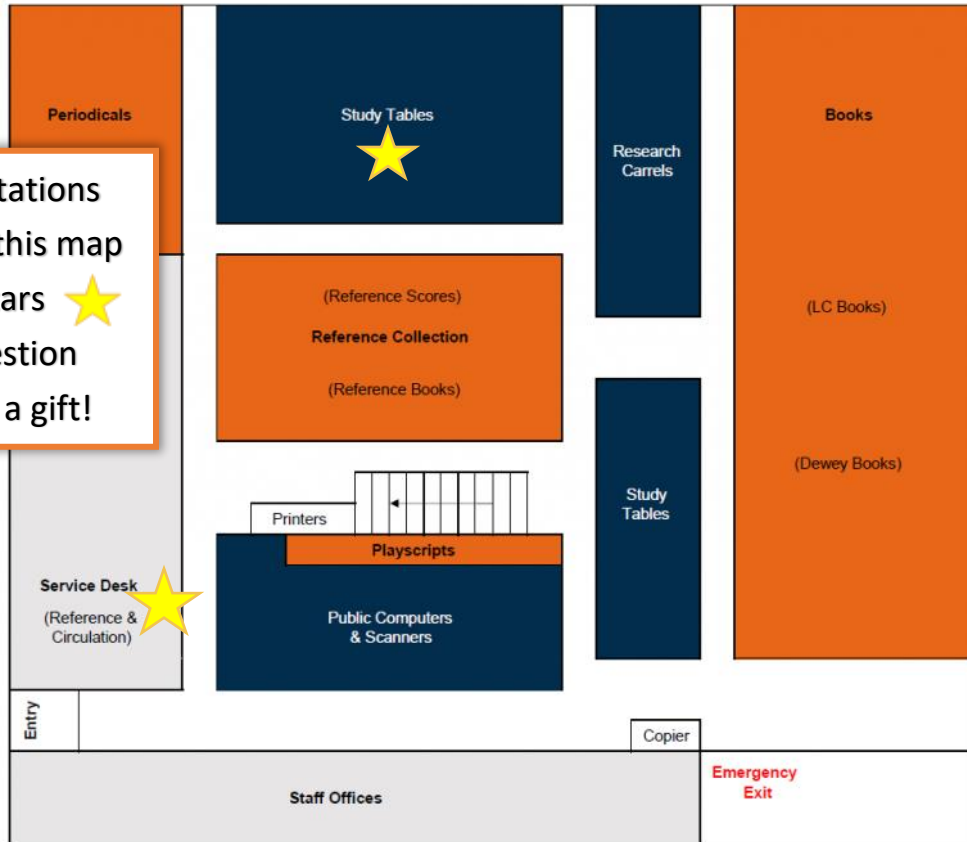 Periodicals
Study Tables
Research
Carrels
Books
tations
this map
ars
estion
a gift!
(Reference Scores)
Reference Collection
(Reference Books)
(LC Books)
(Dewey Books)
Study
Tables
Printers
Playscripts
Service Desk
(Reference &
Circulation)
Public Computers
& Scanners
Entry
Copier
Emergency
Exit
Staff Offices